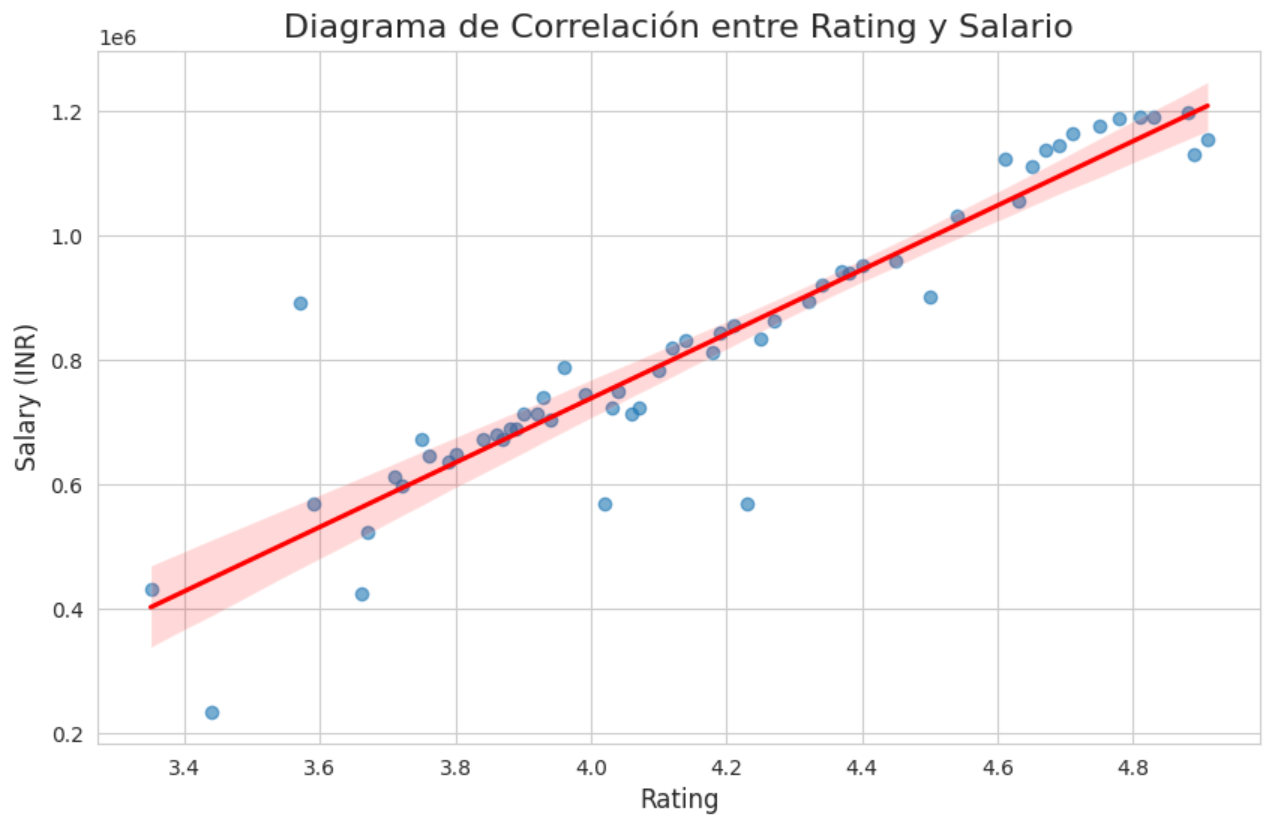 Diagrama de Correlación entre Rating y Salario
1e6
1.2
1.0
0.8
0.6
0.4
0.2
Salary (INR)
3.4 3.6 3.8 4.0 4.2 4.4 4.6 4.8
Rating